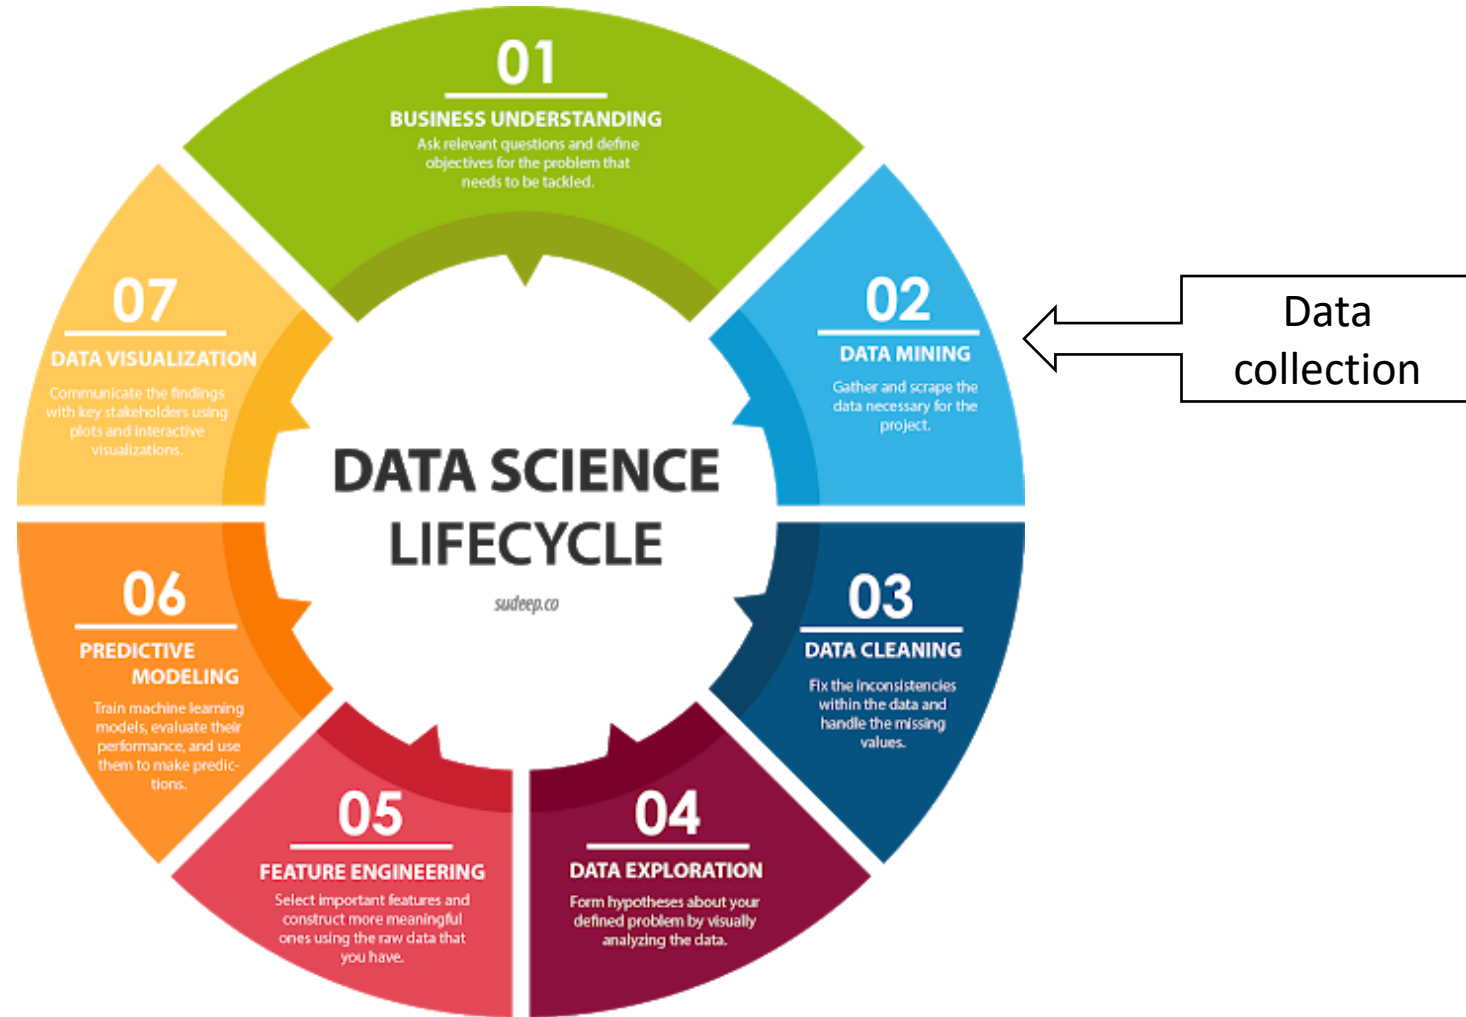 01
BUSINESS UNDERSTANDING
Ask relevant questions and define
objectives for the problem that
needs to be tackled.
02
DATA MINING
Gather and scrape the
data necessary for the
project.
Data
collection
03
DATA CLEANING
Fix the inconsistencies
within the data and
handle the missing
values.
04
DATA EXPLORATION
Form hypotheses about your
defined problem by visually
analyzing the data.
05
FEATURE ENGINEERING
Select important features and
construct more meaningful
ones using the raw data that
you have.
06
PREDICTIVE
MODELING
Train machine learning
models, evaluate their
performance, and use
them to make predic-
tions.
07
DATA VISUALIZATION
Communicate the findings
with key stakeholders using
plots and interactive
visualizations.
DATA SCIENCE
LIFECYCLE
sudeep.co